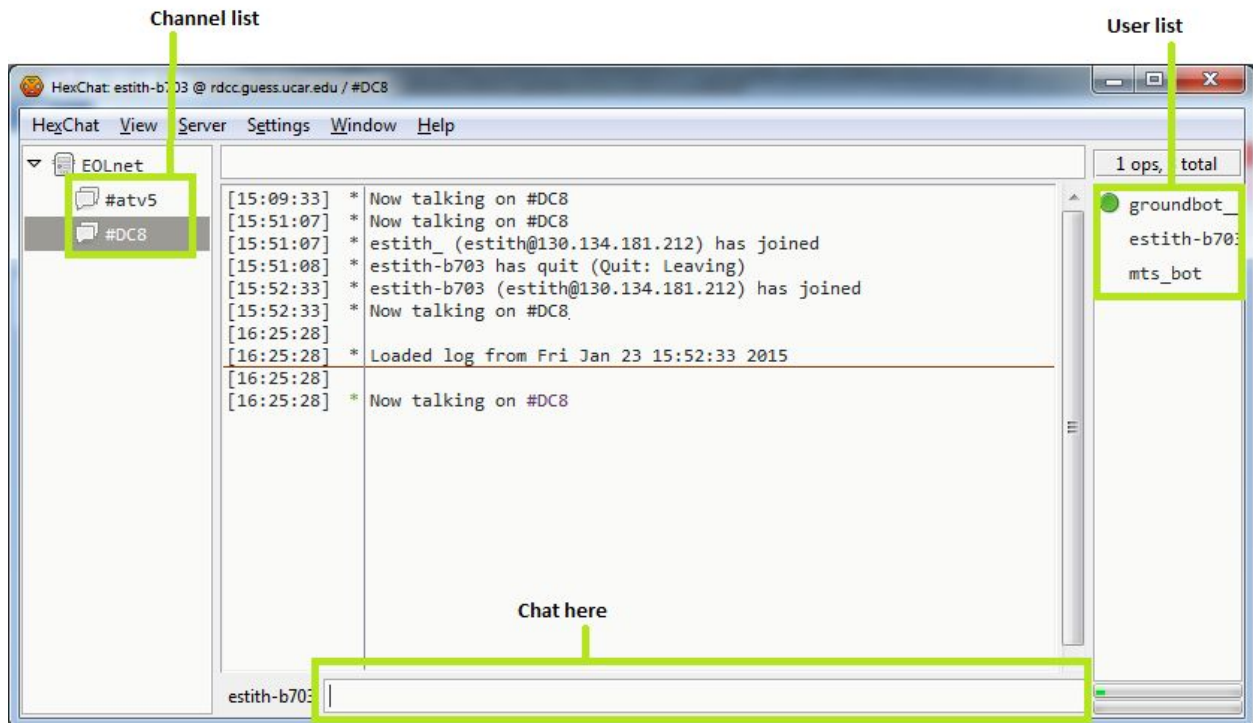 Channel list
User list
HexChat: estith-b703 @ rdcc.guess.ucar.edu / #DC8
HexChat View Server Settings Window Help
EOLnet
#atv5
#DC8
1 ops, total
[15:09:33] * Now talking on #DC8
[15:51:07] * Now talking on #DC8
[15:51:07] * estith_ (estith@130.134.181.212) has joined
[15:51:08] * estith-b703 has quit (Quit: Leaving)
[15:52:33] * estith-b703 (estith@130.134.181.212) has joined
[15:52:33] * Now talking on #DC8
[16:25:28]
[16:25:28] * Loaded log from Fri Jan 23 15:52:33 2015
[16:25:28]
[16:25:28] * Now talking on #DC8
groundbot_
estith-b703
mts_bot
Chat here
estith-b703